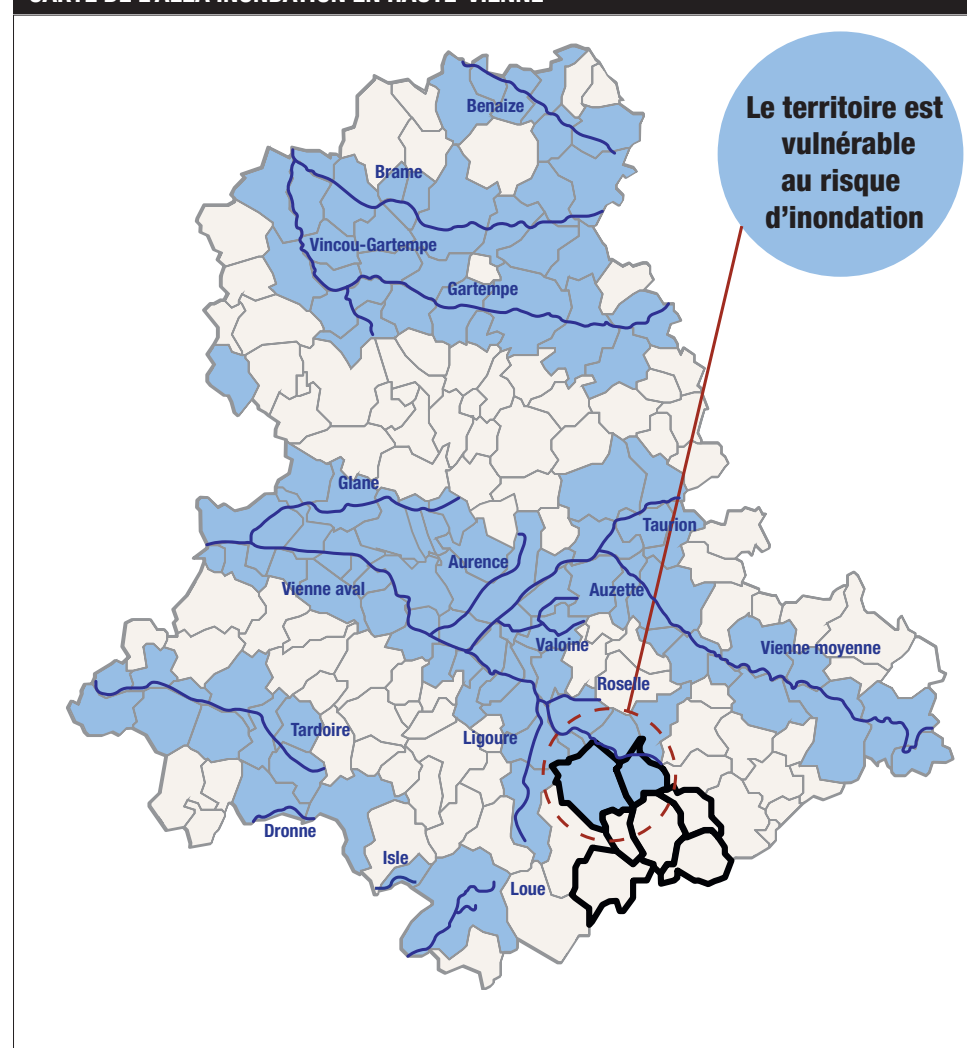 Benaize
Le territoire est
vulnérable
au risque
d'inondation
Brame
Vincou-Gartempe
Gartempe
Glane
Taurion
Aurence
Vienne aval
Auzette
Valoine
Vienne moyenne
Roselle
Tardoire
Ligoure
Dronne
Isle
Loue